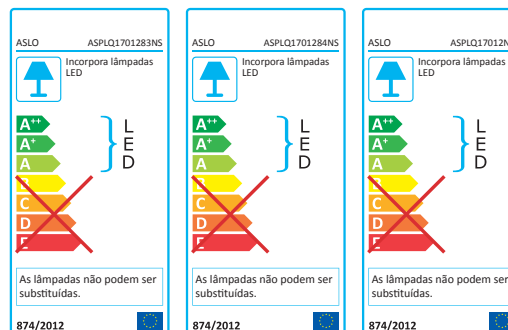 ASLO ASPLQ1701283NS
Incorpora lâmpadas
LED
A++
A+
A
L
E
D
C
D
As lâmpadas não podem ser
substituídas.
874/2012
ASLO ASPLQ1701284NS
Incorpora lâmpadas
LED
A++
A+
A
L
E
D
C
D
As lâmpadas não podem ser
substituídas.
874/2012
ASLO
Incorpora lâmpadas
LED
A++
A+
A
L
E
D
C
D
As lâmpadas não podem ser
substituídas.
874/2012